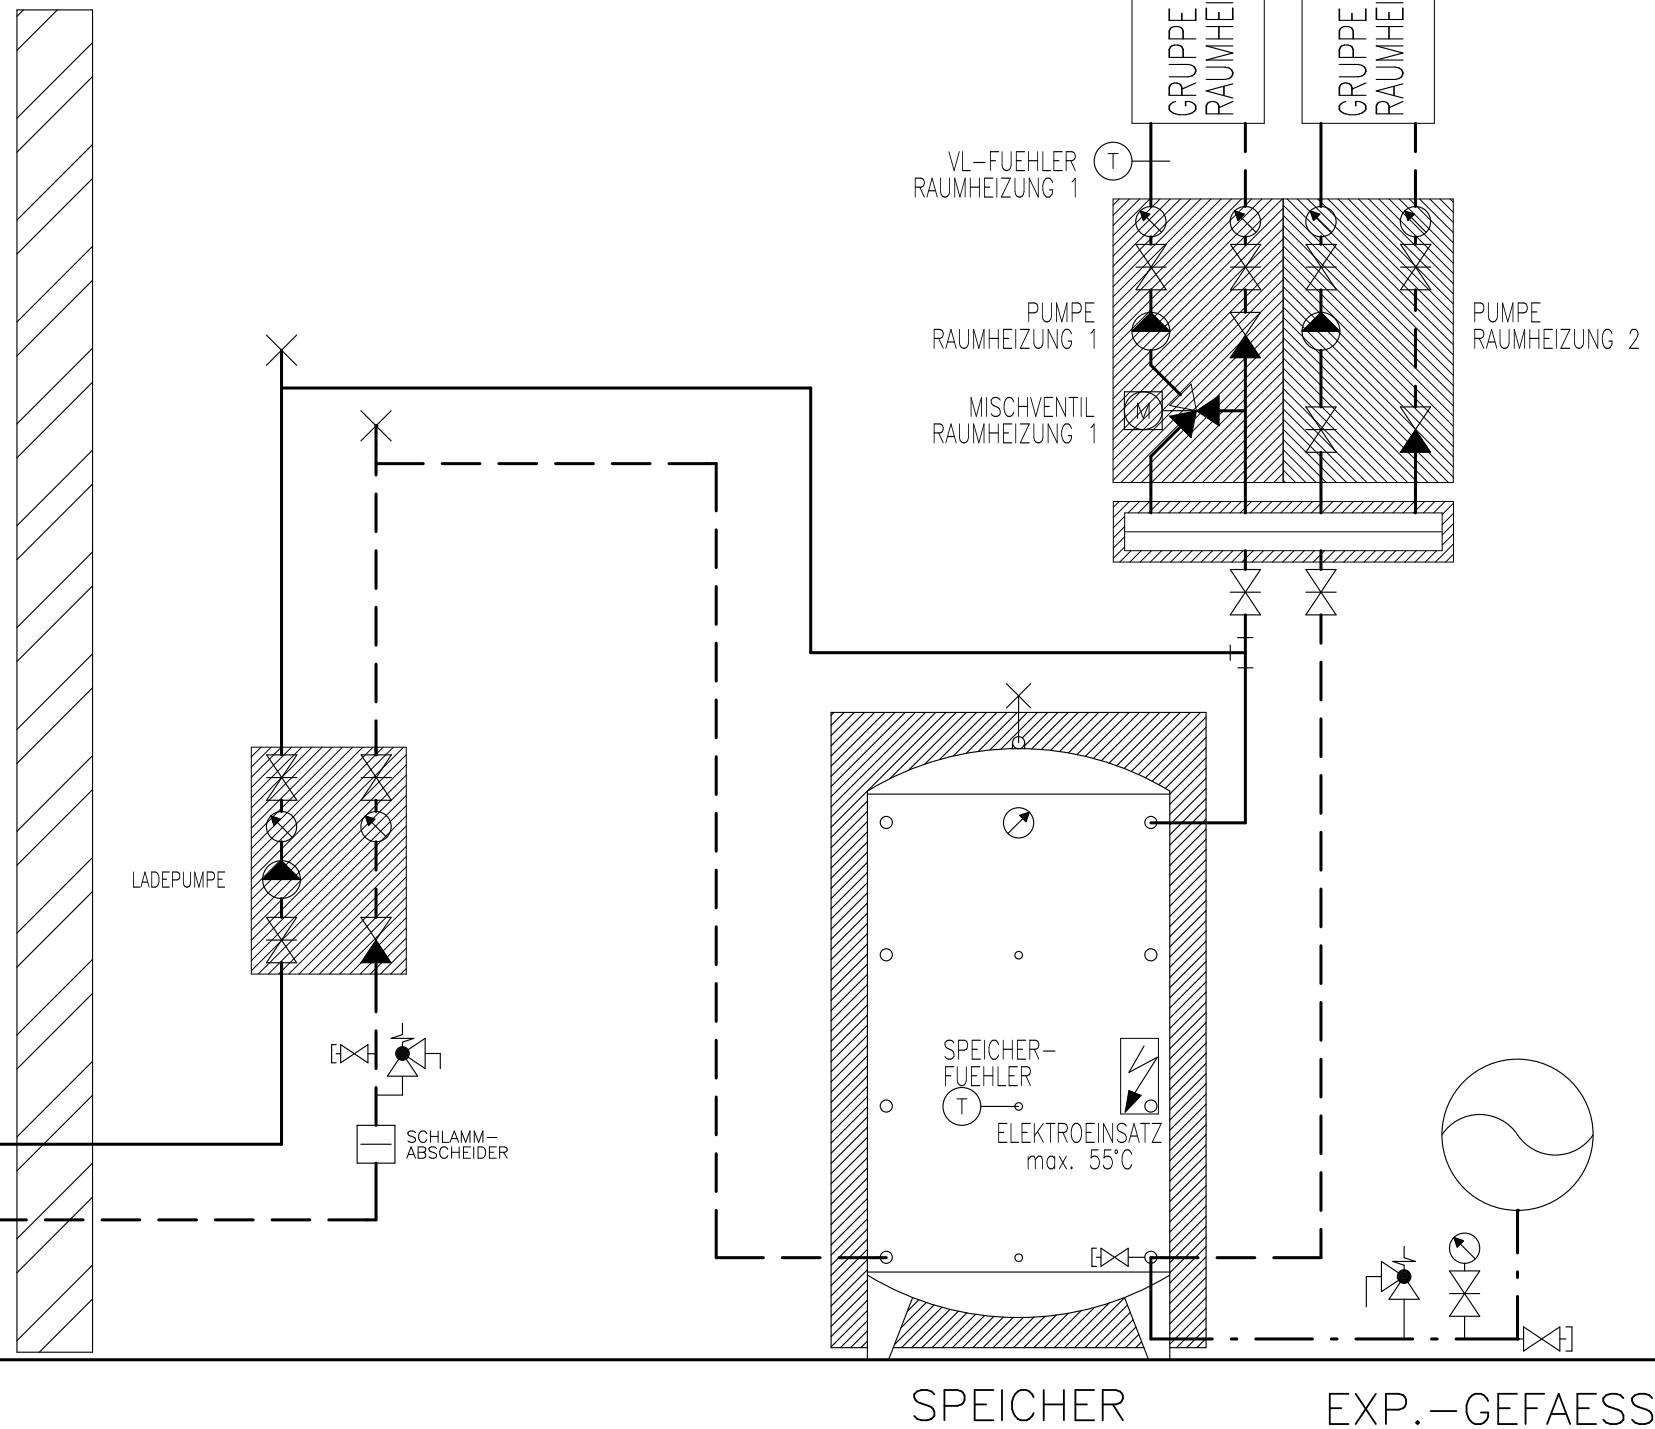 GRUPPE
RAUMHEI
GRUPPE
RAUMHEI
VL-FUEHLER
RAUMHEIZUNG 1
T
PUMPE
RAUMHEIZUNG 1
PUMPE
RAUMHEIZUNG 2
MISCHVENTIL
RAUMHEIZUNG 1
M
LADEPUMPE
SCHLAMM-
ABSCHEIDER
SPEICHER-
FUEHLER
T
ELEKTROEINSATZ
max. 55°C
SPEICHER
EXP.-GEFAESS